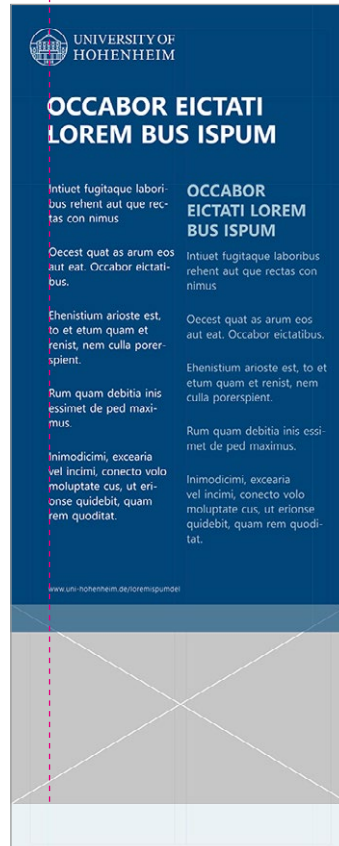 UNIVERSITY OF
HOHENHEIM
OCCABOR EICTATI
LOREM BUS ISPUM
Intiuet fugitaque labori-
bus rehent aut que rec-
tas con nimus
Oecest quat as arum eos
aut eat. Occabor eictati-
bus.
Ehenistium arioste est,
to et etum quam et
renist, nem culla porer-
spient.
Rum quam debitia inis
essimet de ped maxi-
mus.
Inimodicimi, excearia
vel incimi, conecto volo
moluptate cus, ut eri-
onse quidebit, quam
rem quoditat.
OCCABOR
EICTATI LOREM
BUS ISPUM
Intiuet fugitaque laboribus
rehent aut que rectas con
nimus
Oecest quat as arum eos
aut eat. Occabor eictatibus.
Ehenistium arioste est, to et
etum quam et renist, nem
culla porerspient.
Rum quam debitia inis essi-
met de ped maximus.
Inimodicimi, excearia
vel incimi, conecto volo
moluptate cus, ut erionse
quidebit, quam rem quodi-
tat.
www.uni-hohenheim.de/loremispumdei